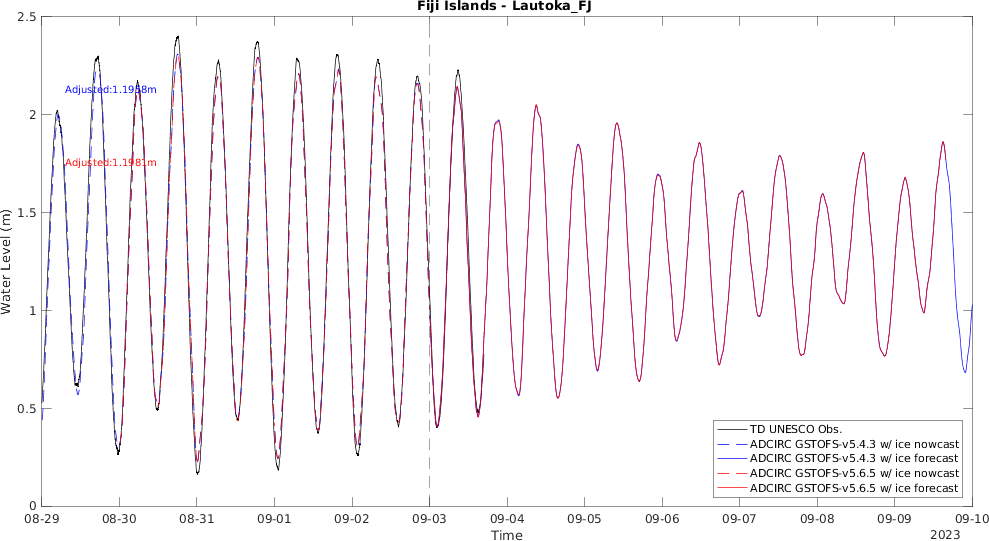 Fiji Islands - Lautoka_FJ
2.5
2
1.5
1
0.5
0
Water Level (m)
Adjusted:1.1958m
Adjusted:1.1981m
TD UNESCO Obs.
ADCIRC GSTOFS-v5.4.3 w/ ice nowcast
ADCIRC GSTOFS-v5.4.3 w/ ice forecast
ADCIRC GSTOFS-v5.6.5 w/ ice nowcast
ADCIRC GSTOFS-v5.6.5 w/ ice forecast
08-29 08-30 08-31 09-01 09-02 09-03 09-04 09-05 09-06 09-07 09-08 09-09 09-10
Time
2023